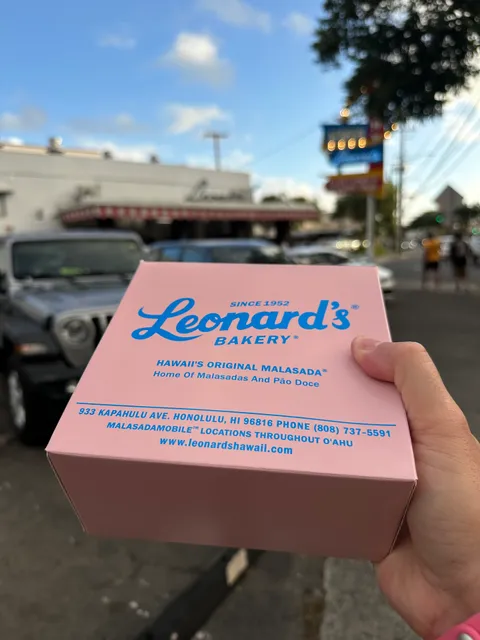 SINCE 1952
Leonard's®
BAKERY®
HAWAII'S ORIGINAL MALASADA®
Home Of Malasadas And Pão Doce
933 KAPAHULU AVE. HONOLULU, HI 96816 PHONE (808) 737-5591
MALASADAMOBILE™ LOCATIONS THROUGHOUT O'AHU
www.leonardshawaii.com